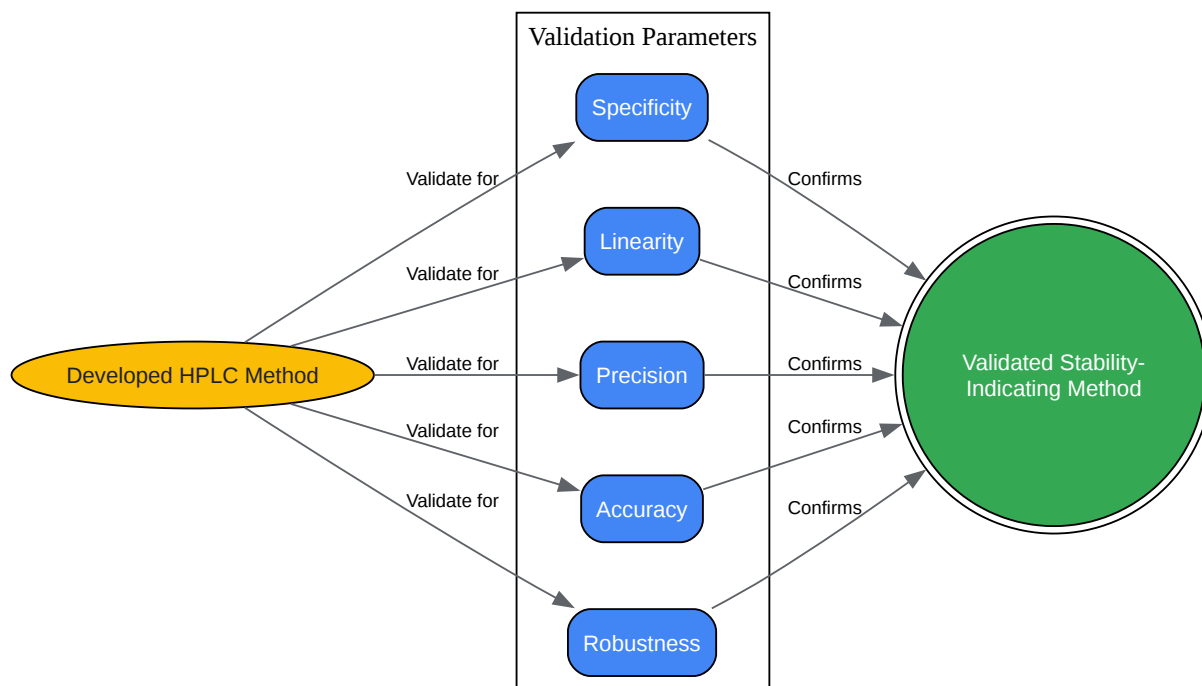 Validation Parameters
Specificity
Validate for
Confirms
Linearity
Validate for
Confirms
Developed HPLC Method
Validate for
Precision
Confirms
Validated Stability-
Indicating Method
Validate for
Accuracy
Confirms
Validate for
Confirms
Robustness